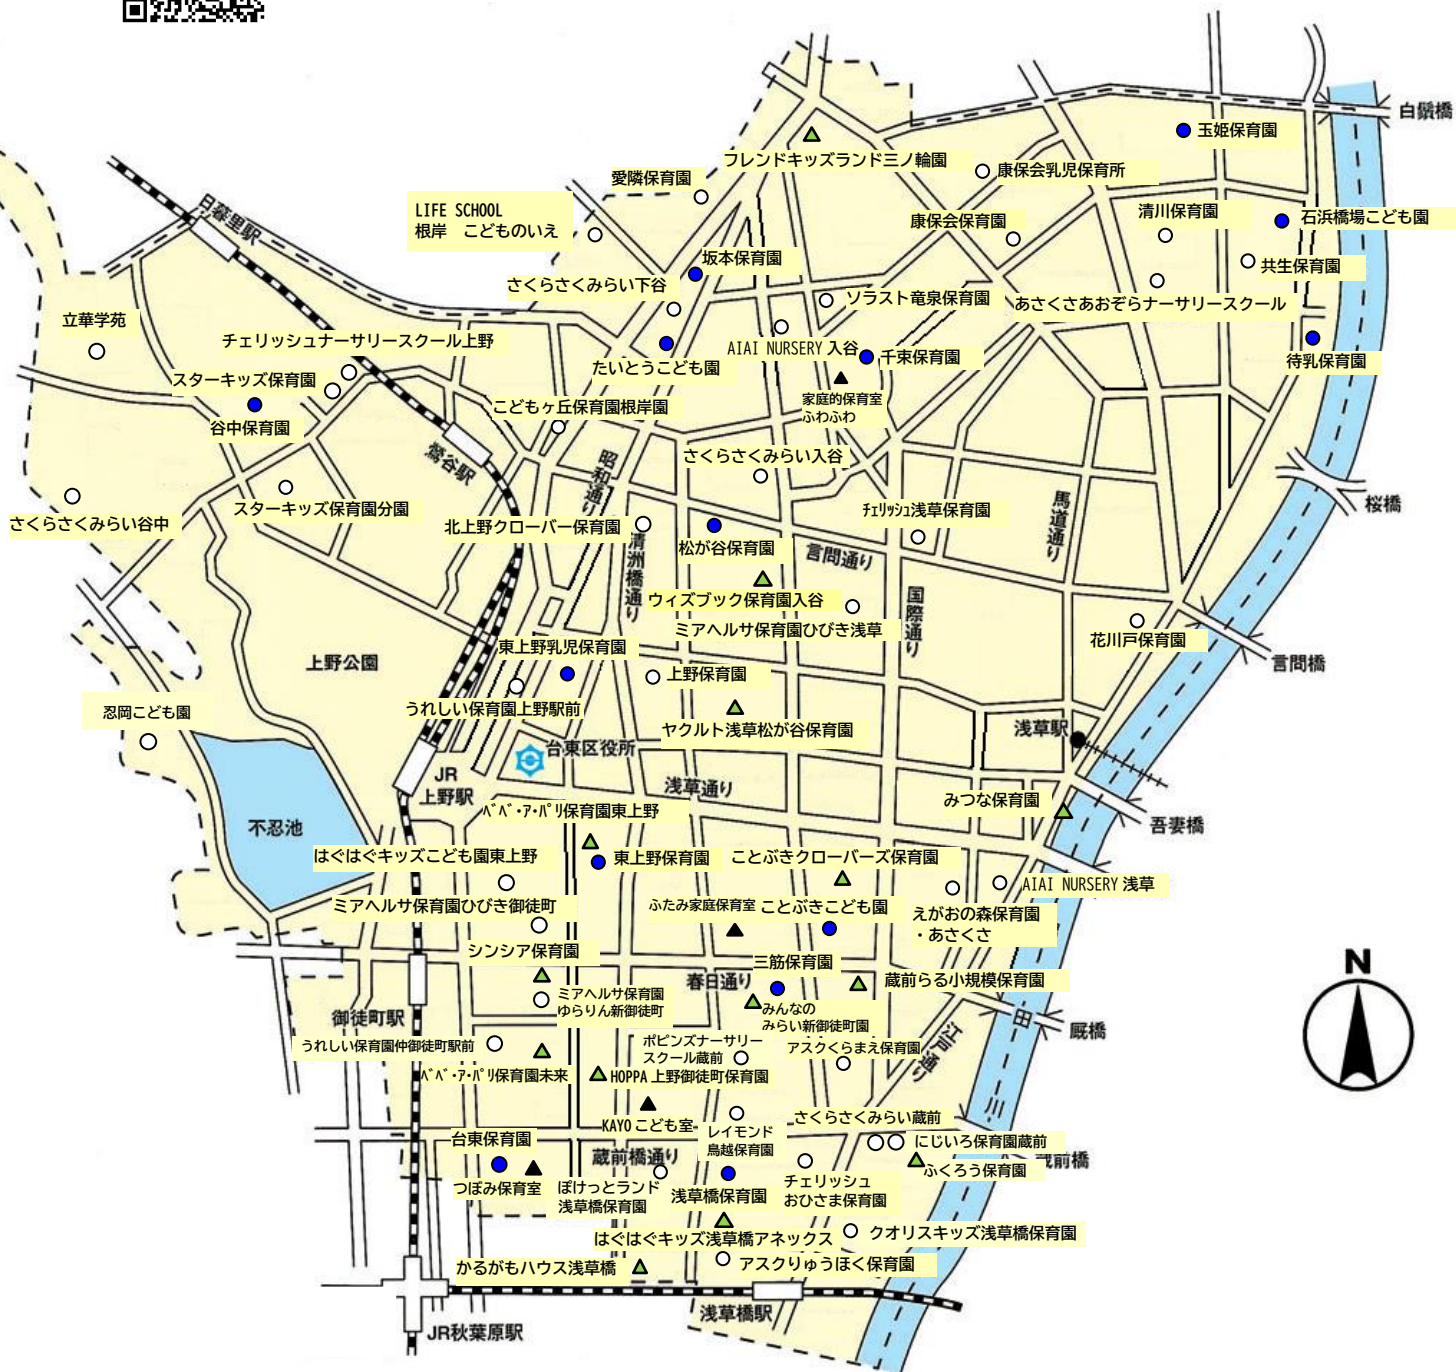 白鬚橋
玉姫保育園
フレンドキッズランド三ノ輪園
康保会乳児保育所
愛隣保育園
LIFE SCHOOL
根岸 こどものいえ
日暮里駅
康保会保育園
清川保育園
石浜橋場こども園
坂本保育園
共生保育園
さくらさくみらい下谷
ソラスト竜泉保育園
あさくさあおぞらナーサリースクール
立華学苑
チェリッシュナーサリースクール上野
AIAI NURSERY 入谷
千束保育園
待乳保育園
たいとうこども園
スターキッズ保育園
家庭的保育室
ふわふわ
こどもヶ丘保育園根岸園
谷中保育園
鶯谷駅
昭和通り
さくらさくみらい入谷
桜橋
さくらさくみらい谷中
スターキッズ保育園分園
北上野クローバー保育園
チェリッシュ浅草保育園
馬道通り
清洲橋通り
松が谷保育園
言問通り
ウィズブック保育園入谷
国際通り
ミアヘルサ保育園ひびき浅草
花川戸保育園
言問橋
上野公園
東上野乳児保育園
上野保育園
忍岡こども園
うれしい保育園上野駅前
ヤクルト浅草松が谷保育園
浅草駅
台東区役所
JR
上野駅
浅草通り
みつな保育園
吾妻橋
不忍池
ベベ・ア・パリ保育園東上野
はぐはぐキッズこども園東上野
東上野保育園
ことぶきクローバーズ保育園
AIAI NURSERY 浅草
ミアヘルサ保育園ひびき御徒町
ふたみ家庭保育室
ことぶきこども園
えがおの森保育園
・あさくさ
シンシア保育園
三筋保育園
春日通り
蔵前らる小規模保育園
ミアヘルサ保育園
ゆらりん新御徒町
みんなの
みらい新御徒町園
N
御徒町駅
田
厩橋
江戸通り
うれしい保育園仲御徒町駅前
ポピンズナーサリー
スクール蔵前
アスクくらまえ保育園
ベベ・ア・パリ保育園未来
HOPPA 上野御徒町保育園
川
KAYO こども室
さくらさくみらい蔵前
レイモンド
鳥越保育園
台東保育園
にじいろ保育園蔵前
蔵前橋通り
蔵前橋
ふくろう保育園
つぼみ保育室
ぽけっとランド
浅草橋保育園
浅草橋保育園
チェリッシュ
おひさま保育園
はぐはぐキッズ浅草橋アネックス
クオリスキッズ浅草橋保育園
かるがもハウス浅草橋
アスクりゅうほく保育園
浅草橋駅
JR秋葉原駅